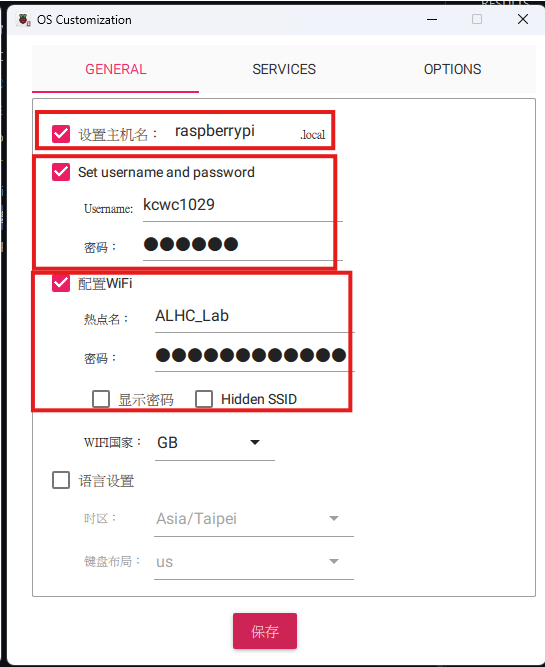 OS Customization
GENERAL SERVICES OPTIONS
设置主机名： raspberrypi .local
Set username and password
Username: kcwc1029
密码： ●●●●●●
配置WiFi
热点名： ALHC_Lab
密码： ●●●●●●●●●●●●
显示密码 Hidden SSID
WIFI国家： GB
语言设置
时区： Asia/Taipei
键盘布局： us
保存